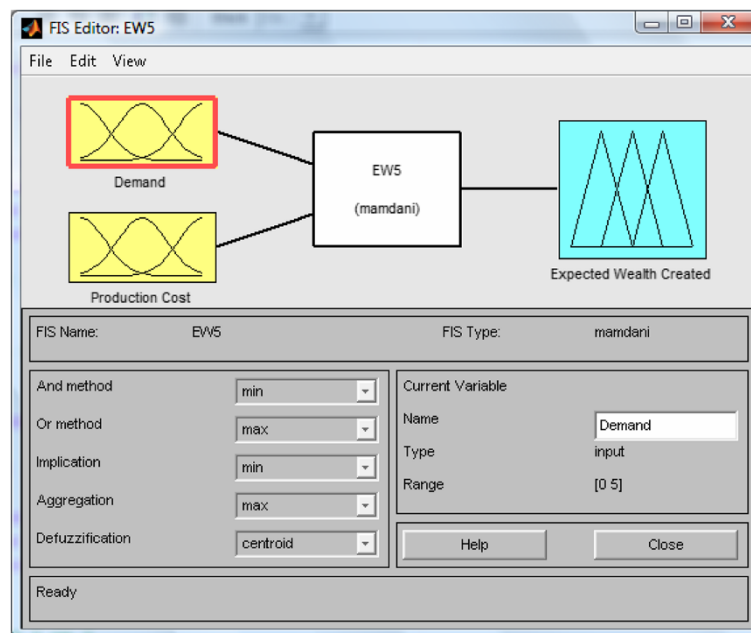 FIS Editor: EW5
File Edit View
Demand
Production Cost
EW5
(mamdani)
Expected Wealth Created
FIS Name: EW5 FIS Type: mamdani
And method min
Or method max
Implication min
Aggregation max
Defuzzification centroid
Current Variable
Name Demand
Type input
Range [0 5]
Help Close
Ready